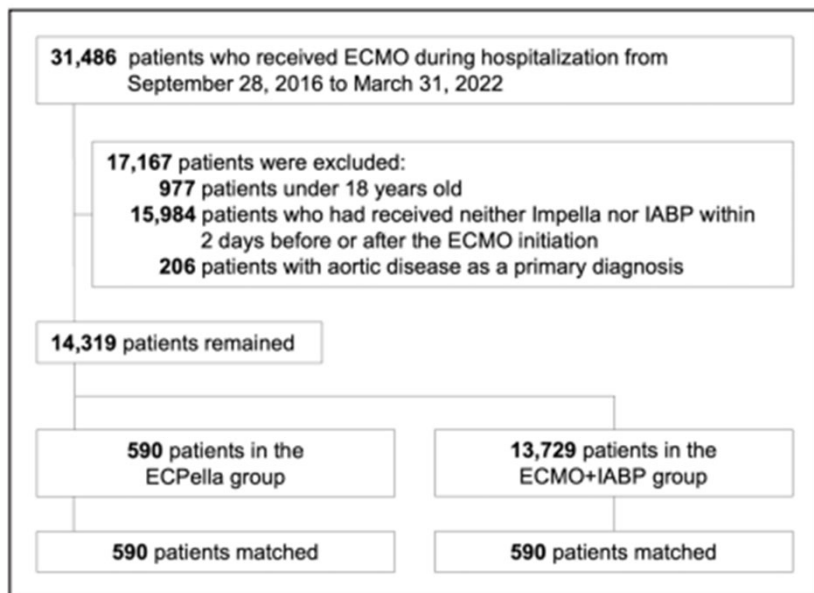 31,486 patients who received ECMO during hospitalization from
September 28, 2016 to March 31, 2022
17,167 patients were excluded:
977 patients under 18 years old
15,984 patients who had received neither Impella nor IABP within
2 days before or after the ECMO initiation
206 patients with aortic disease as a primary diagnosis
14,319 patients remained
590 patients in the
ECPella group
13,729 patients in the
ECMO+IABP group
590 patients matched
590 patients matched